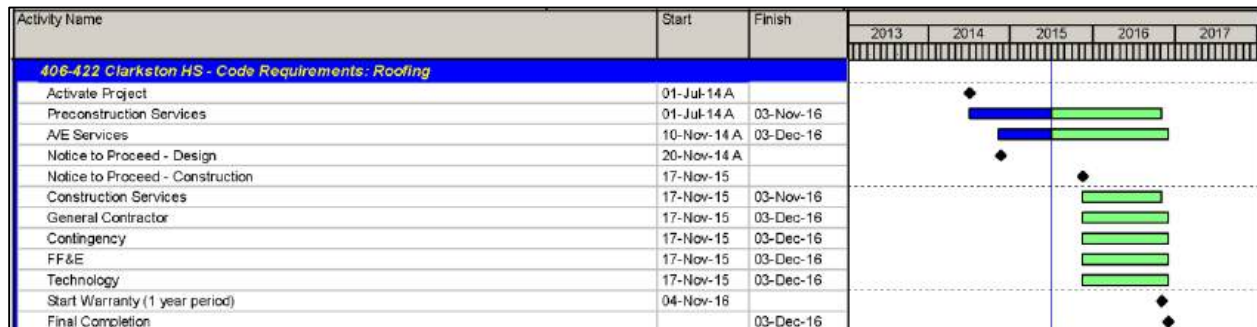 Activity Name Start Finish
2013 2014 2015 2016 2017
406-422 Clarkston HS - Code Requirements: Roofing
Activate Project 01-Jul-14 A
Preconstruction Services 01-Jul-14 A 03-Nov-16
A/E Services 10-Nov-14 A 03-Dec-16
Notice to Proceed - Design 20-Nov-14 A
Notice to Proceed - Construction 17-Nov-15
Construction Services 17-Nov-15 03-Nov-16
General Contractor 17-Nov-15 03-Dec-16
Contingency 17-Nov-15 03-Dec-16
FF&E 17-Nov-15 03-Dec-16
Technology 17-Nov-15 03-Dec-16
Start Warranty (1 year period) 04-Nov-16
Final Completion 03-Dec-16